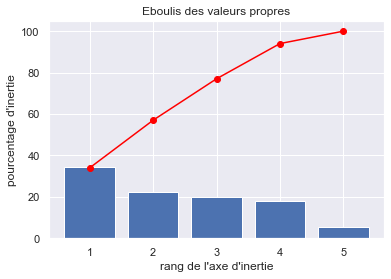 Eboulis des valeurs propres
pourcentage d'inertie
100
80
60
40
20
0
1 2 3 4 5
rang de l'axe d'inertie